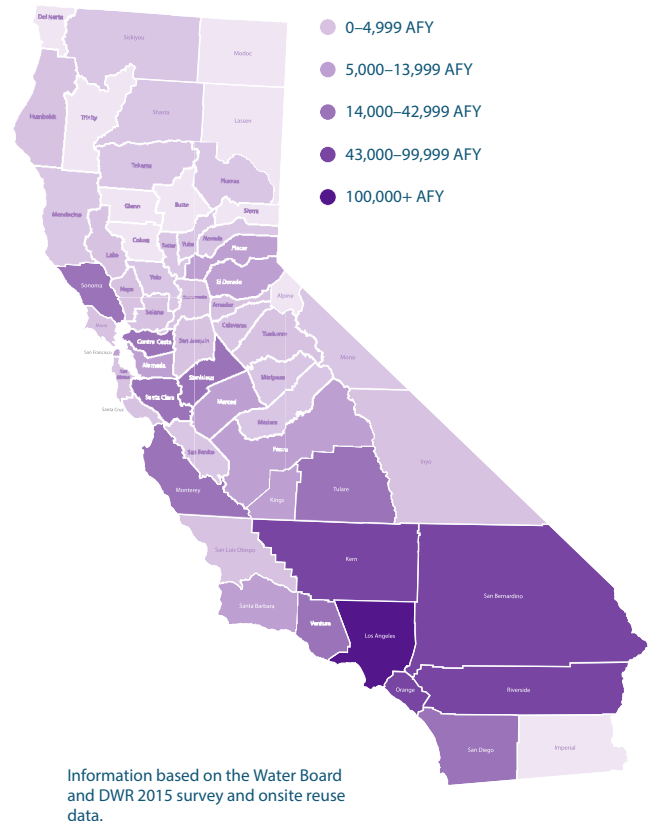 Del Norte
Siskiyou
Modoc
0–4,999 AFY
5,000–13,999 AFY
14,000–42,999 AFY
43,000–99,999 AFY
100,000+ AFY
Humboldt
Trinity
Shasta
Lassen
Tehama
Plumas
Mendocino
Glenn
Butte
Sierra
Colusa
Sutter
Yuba
Nevada
Placer
Lake
Sonoma
Napa
Yolo
Sacramento
El Dorado
Amador
Alpine
Solano
Marin
Calaveras
Tuolumne
Mono
Contra Costa
San Joaquin
San Francisco
Alameda
San Mateo
Stanislaus
Mariposa
Santa Clara
Santa Cruz
Merced
Madera
San Benito
Fresno
Inyo
Monterey
Kings
Tulare
San Luis Obispo
Kern
San Bernardino
Santa Barbara
Ventura
Los Angeles
Orange
Riverside
San Diego
Imperial
Information based on the Water Board
and DWR 2015 survey and onsite reuse
data.